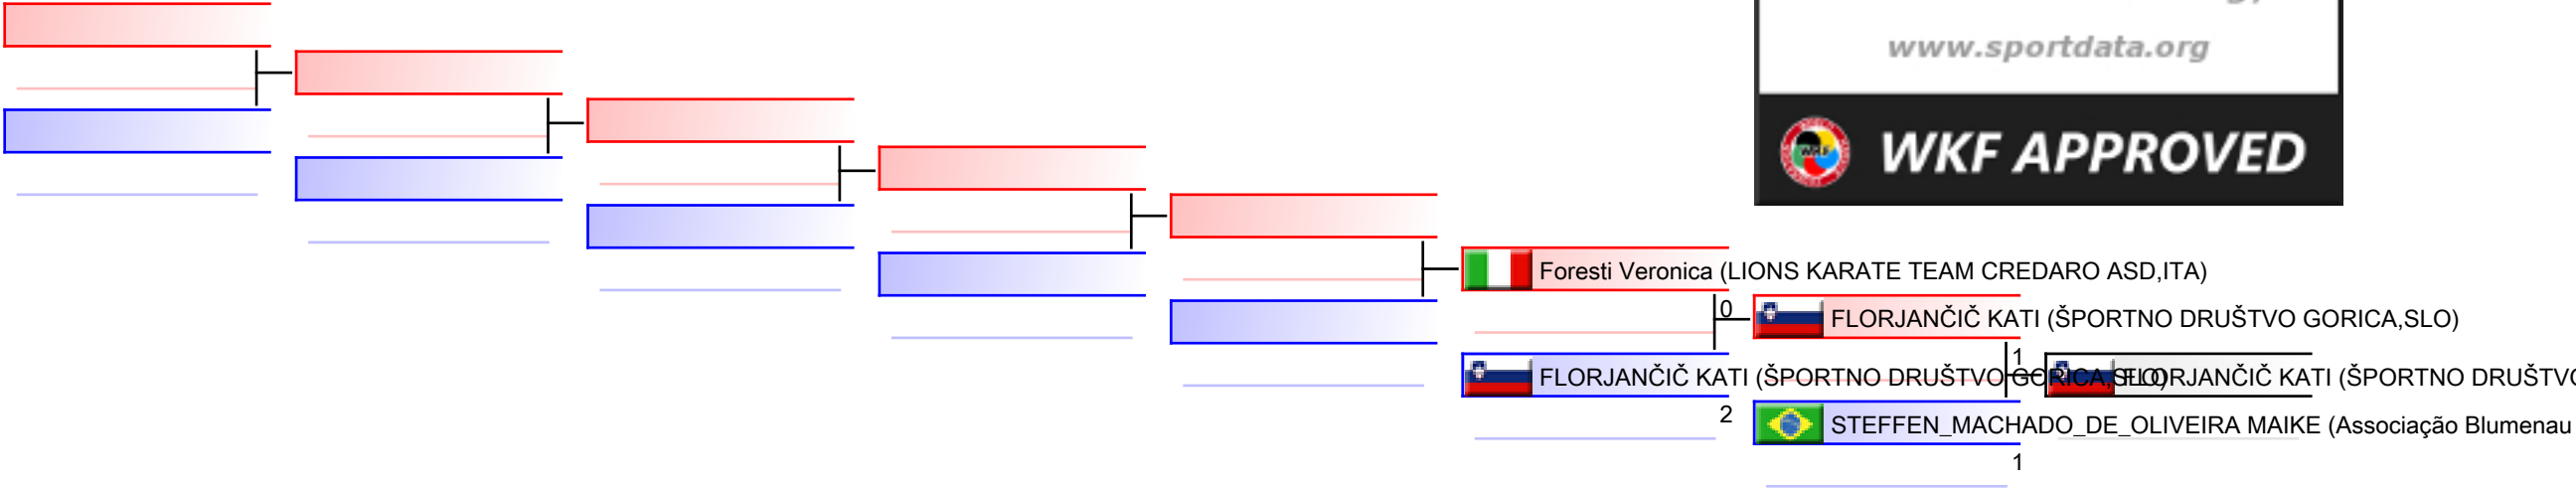 www.sportdata.org
WKF APPROVED
Foresti Veronica (LIONS KARATE TEAM CREDARO ASD,ITA)
0
FLORJANČIČ KATI (ŠPORTNO DRUŠTVO GORICA,SLO)
1
FLORJANČIČ KATI (ŠPORTNO DRUŠTVO GORICA,SLO)
FLORJANČIČ KATI (ŠPORTNO DRUŠTVO
2
STEFFEN_MACHADO_DE_OLIVEIRA MAIKE (Associação Blumenau
1